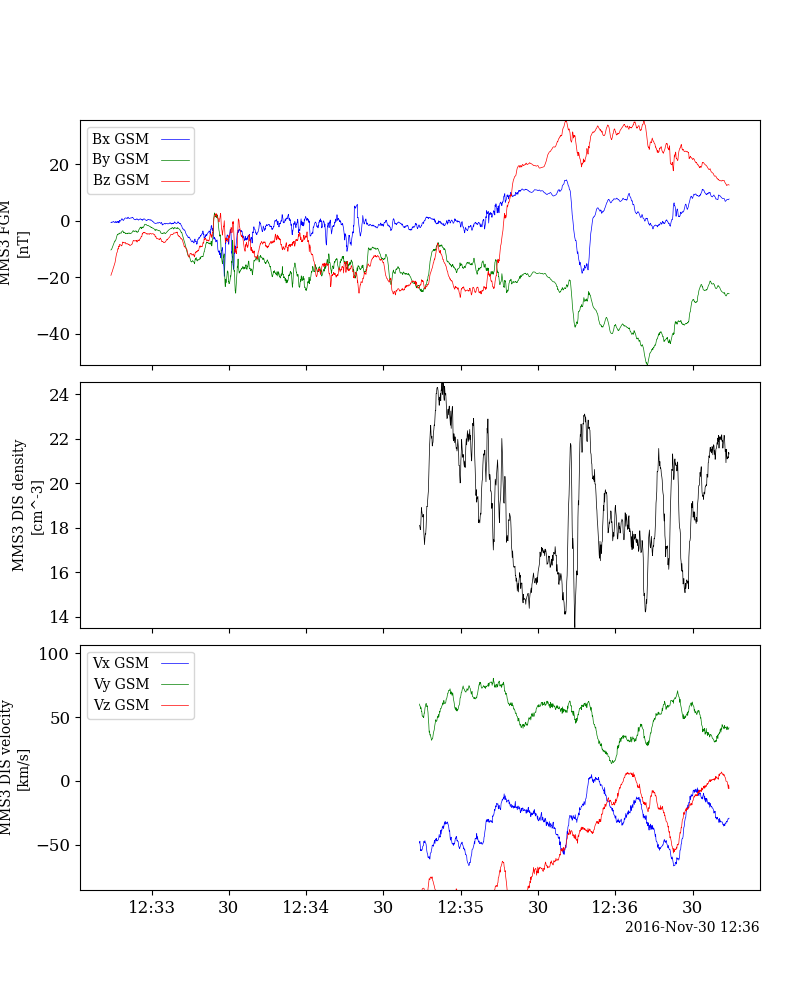 Bx GSM
By GSM
Bz GSM
20
0
−20
−40
MMS3 FGM
[nT]
24
22
20
18
16
14
MMS3 DIS density
[cm^-3]
Vx GSM
Vy GSM
Vz GSM
100
50
0
−50
MMS3 DIS velocity
[km/s]
12:33 30 12:34 30 12:35 30 12:36 30
2016-Nov-30 12:36